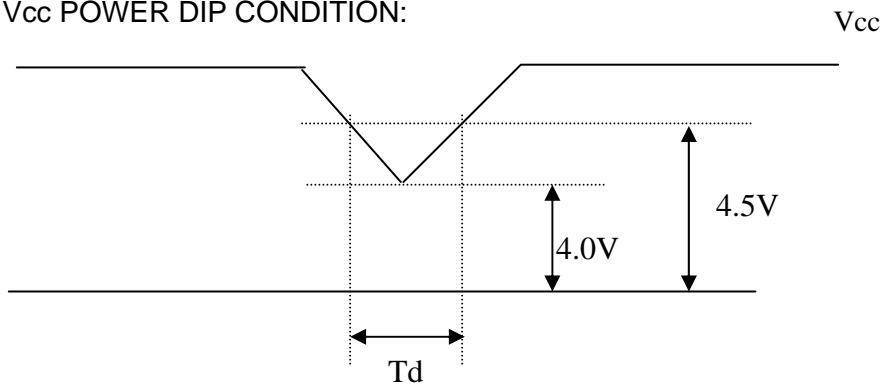 Vcc POWER DIP CONDITION:
Vcc
4.5V
4.0V
Td